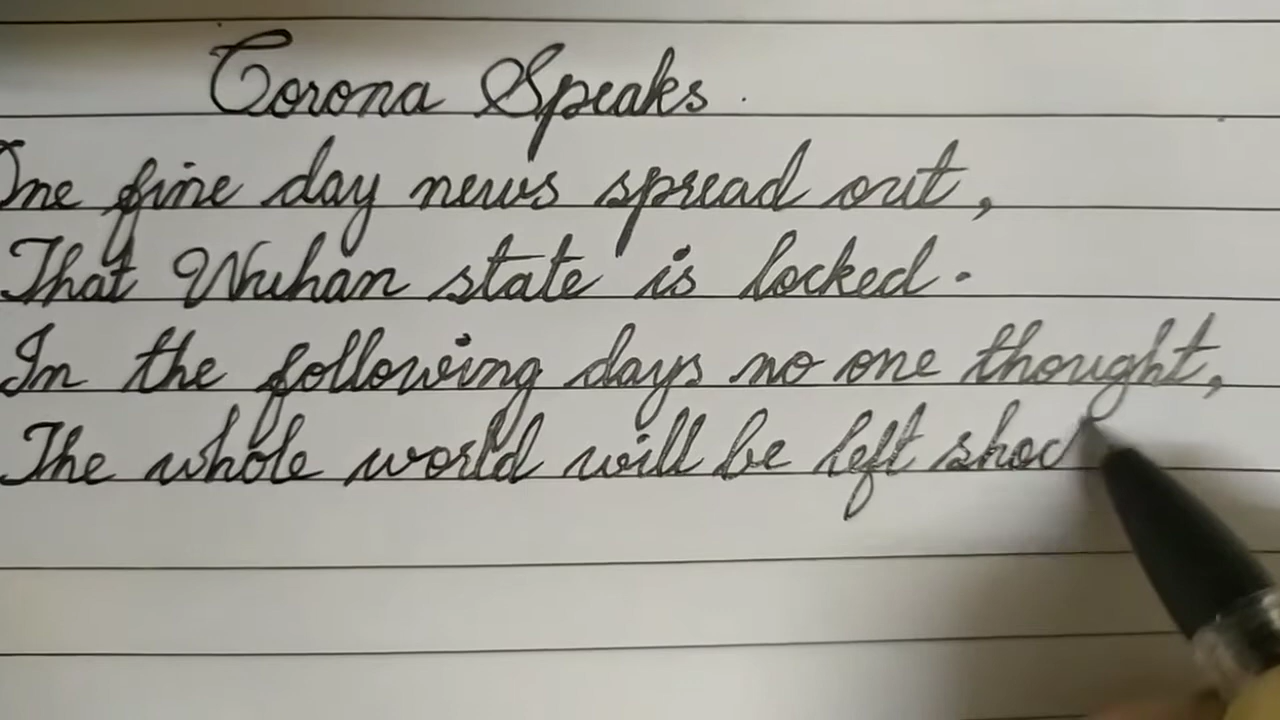 Corona Speaks.
One fine day news spread out,
That Wuhan state is locked.
In the following days no one thought,
The whole world will be left shoc